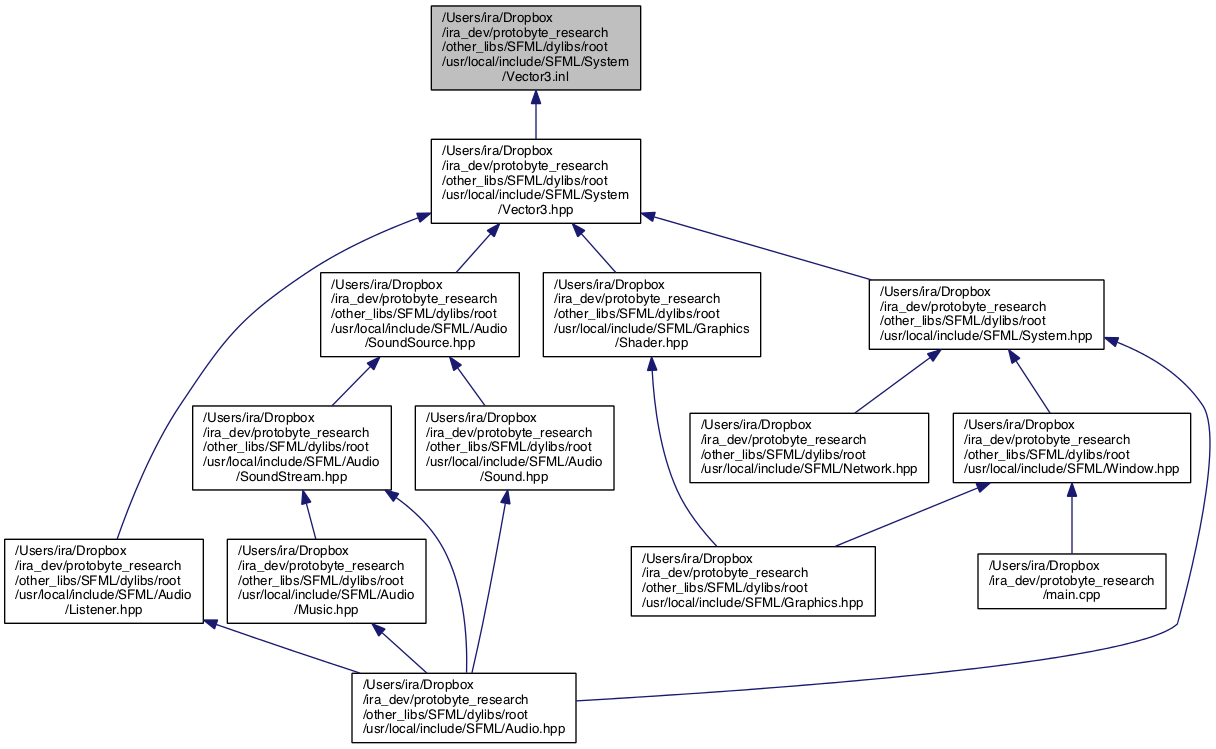 /Users/ira/Dropbox
/ira_dev/protobyte_research
/other_libs/SFML/dylibs/root
/usr/local/include/SFML/System
/Vector3.inl
/Users/ira/Dropbox
/ira_dev/protobyte_research
/other_libs/SFML/dylibs/root
/usr/local/include/SFML/System
/Vector3.hpp
/Users/ira/Dropbox
/ira_dev/protobyte_research
/other_libs/SFML/dylibs/root
/usr/local/include/SFML/Audio
/SoundSource.hpp
/Users/ira/Dropbox
/ira_dev/protobyte_research
/other_libs/SFML/dylibs/root
/usr/local/include/SFML/Graphics
/Shader.hpp
/Users/ira/Dropbox
/ira_dev/protobyte_research
/other_libs/SFML/dylibs/root
/usr/local/include/SFML/System.hpp
/Users/ira/Dropbox
/ira_dev/protobyte_research
/other_libs/SFML/dylibs/root
/usr/local/include/SFML/Audio
/SoundStream.hpp
/Users/ira/Dropbox
/ira_dev/protobyte_research
/other_libs/SFML/dylibs/root
/usr/local/include/SFML/Audio
/Sound.hpp
/Users/ira/Dropbox
/ira_dev/protobyte_research
/other_libs/SFML/dylibs/root
/usr/local/include/SFML/Network.hpp
/Users/ira/Dropbox
/ira_dev/protobyte_research
/other_libs/SFML/dylibs/root
/usr/local/include/SFML/Window.hpp
/Users/ira/Dropbox
/ira_dev/protobyte_research
/other_libs/SFML/dylibs/root
/usr/local/include/SFML/Audio
/Listener.hpp
/Users/ira/Dropbox
/ira_dev/protobyte_research
/other_libs/SFML/dylibs/root
/usr/local/include/SFML/Audio
/Music.hpp
/Users/ira/Dropbox
/ira_dev/protobyte_research
/other_libs/SFML/dylibs/root
/usr/local/include/SFML/Graphics.hpp
/Users/ira/Dropbox
/ira_dev/protobyte_research
/main.cpp
/Users/ira/Dropbox
/ira_dev/protobyte_research
/other_libs/SFML/dylibs/root
/usr/local/include/SFML/Audio.hpp